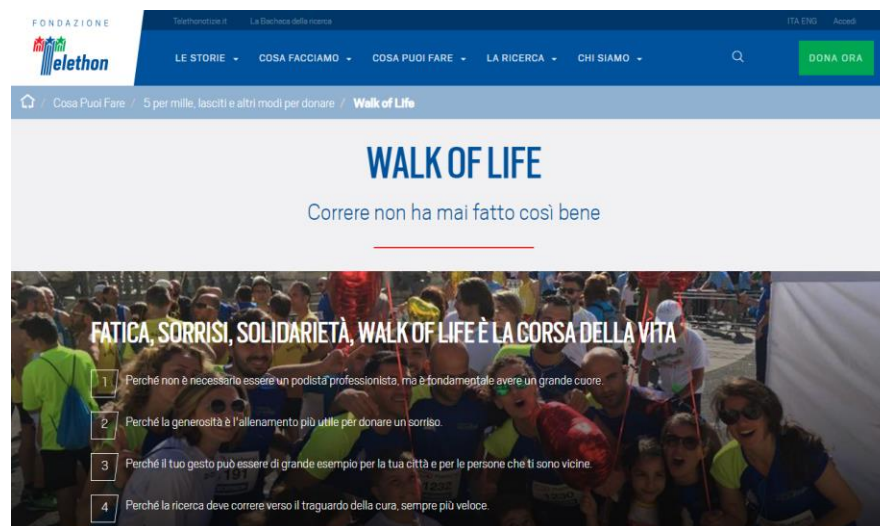 FONDAZIONE
Telethon
Telethonotizie.it La Bacheca della ricerca ITA ENG Accedi
LE STORIE COSA FACCIAMO COSA PUOI FARE LA RICERCA CHI SIAMO DONA ORA
/ Cosa Puoi Fare / 5 per mille, lasciti e altri modi per donare / Walk of Life
WALK OF LIFE
Correre non ha mai fatto così bene
FATICA, SORRISI, SOLIDARIETÀ, WALK OF LIFE È LA CORSA DELLA VITA
1 Perché non è necessario essere un podista professionista, ma è fondamentale avere un grande cuore.
2 Perché la generosità è l'allenamento più utile per donare un sorriso.
3 Perché il tuo gesto può essere di grande esempio per la tua città e per le persone che ti sono vicine.
191
1232
1230
4 Perché la ricerca deve correre verso il traguardo della cura, sempre più veloce.